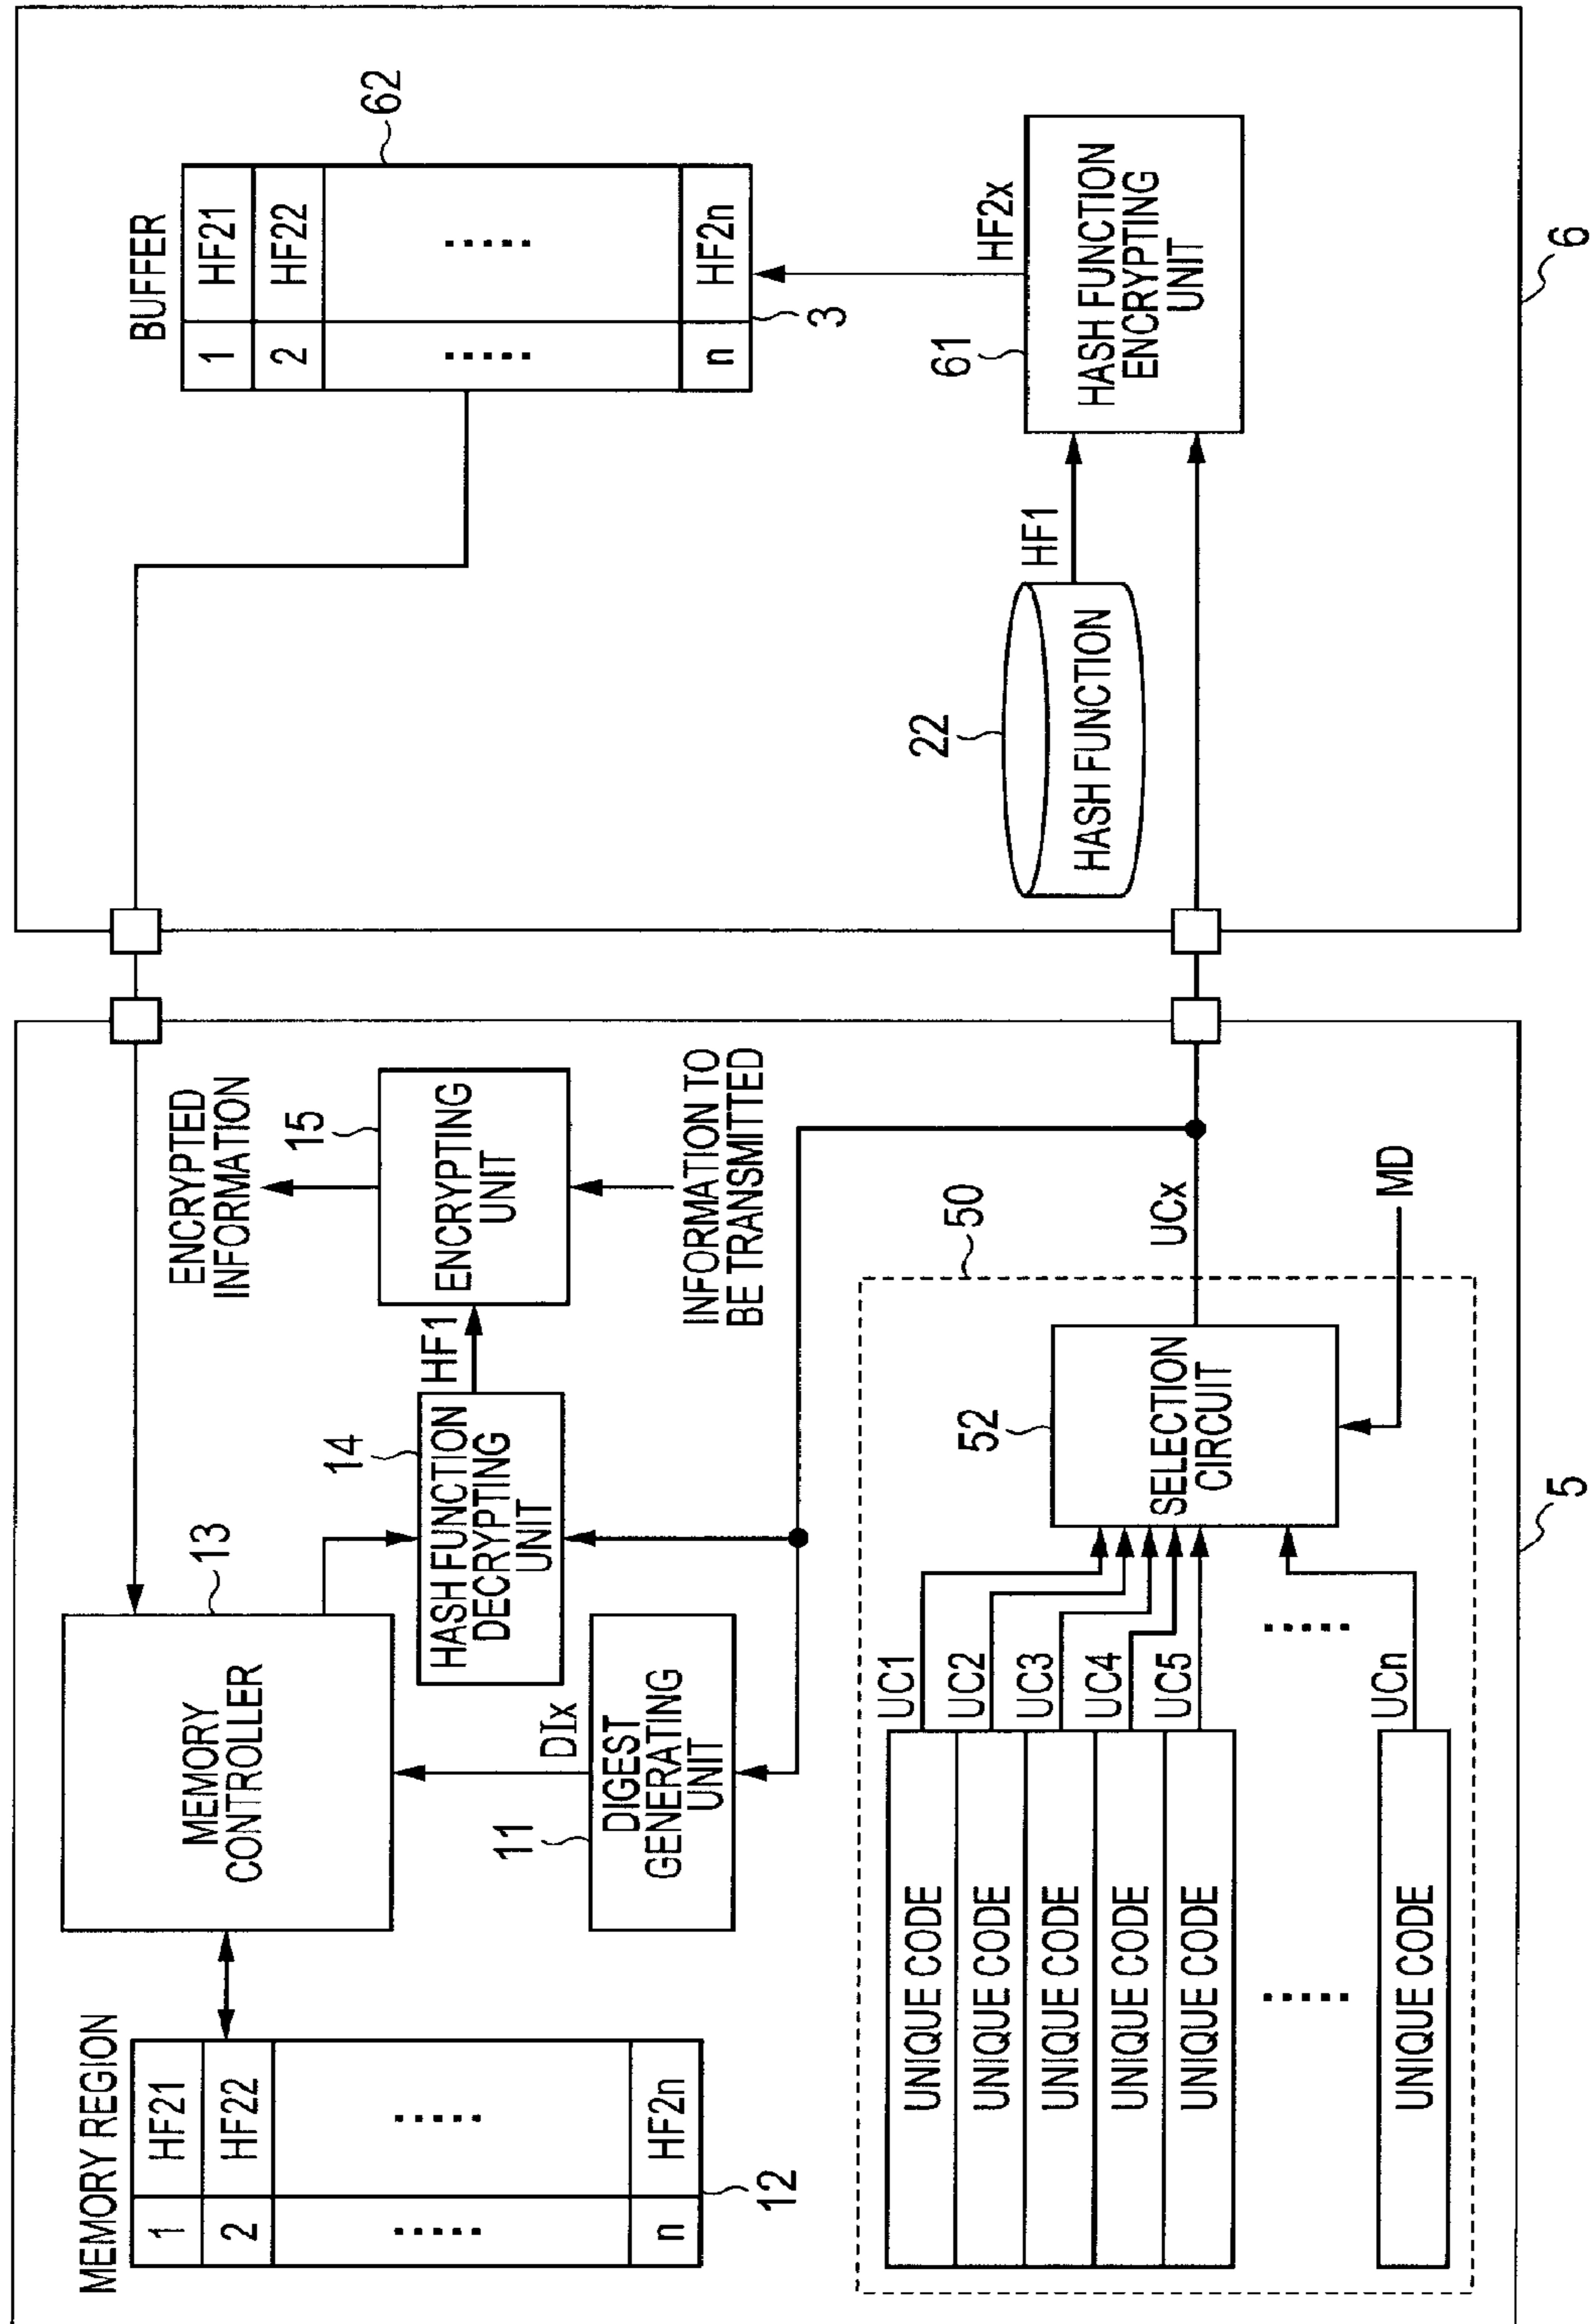 MEMORY REGION
1 HF21
2 HF22
.....  .....
n HF2n
12
MEMORY
CONTROLLER
13
DIx
11
DIGEST
GENERATING
UNIT
14
HASH FUNCTION
DECRYPTING
UNIT
HF1
15
ENCRYPTING
UNIT
ENCRYPTED
INFORMATION
INFORMATION TO
BE TRANSMITTED
UNIQUE CODE
UNIQUE CODE
UNIQUE CODE
UNIQUE CODE
UNIQUE CODE
.....
UNIQUE CODE
UC1
UC2
UC3
UC4
UC5
.....
UCn
52
SELECTION
CIRCUIT
50
UCx
MD
5
BUFFER
1 HF21
2 HF22
.....  .....
n HF2n
62
3
HF2x
22
HASH FUNCTION
HF1
61
HASH FUNCTION
ENCRYPTING
UNIT
6